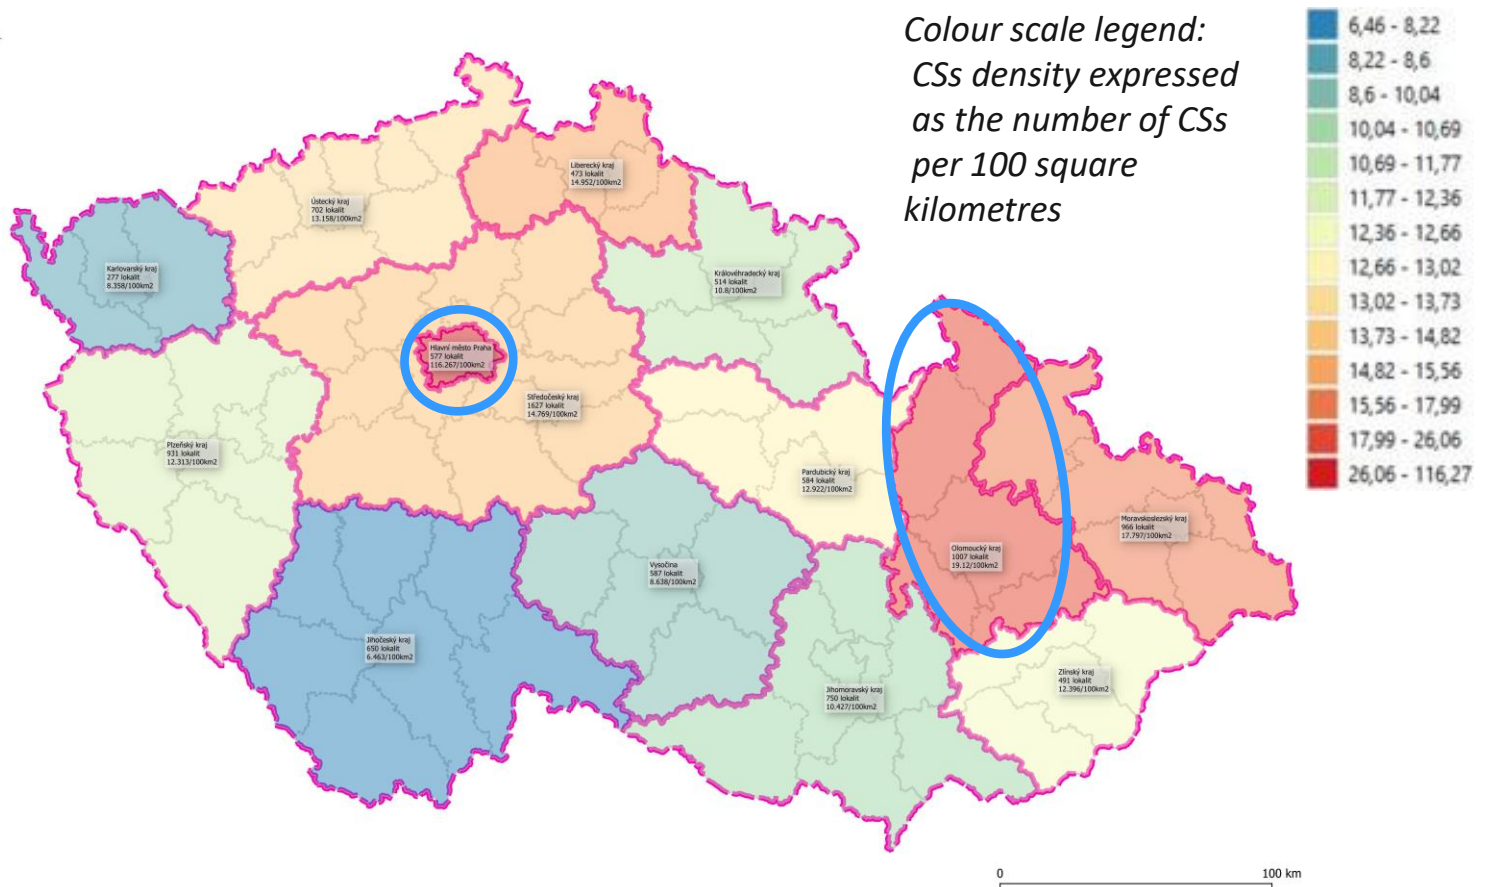 Colour scale legend:
CSs density expressed
as the number of CSs
per 100 square
kilometres
6,46 - 8,22
8,22 - 8,6
8,6 - 10,04
10,04 - 10,69
10,69 - 11,77
11,77 - 12,36
12,36 - 12,66
12,66 - 13,02
13,02 - 13,73
13,73 - 14,82
14,82 - 15,56
15,56 - 17,99
17,99 - 26,06
26,06 - 116,27
Liberecký kraj
473 lokalit
14.952/100km2
Ústecký kraj
702 lokalit
13.158/100km2
Karlovarský kraj
277 lokalit
8.358/100km2
Královéhradecký kraj
514 lokalit
10.8/100km2
Hlavní město Praha
577 lokalit
116.267/100km2
Středočeský kraj
1627 lokalit
14.769/100km2
Plzeňský kraj
931 lokalit
12.313/100km2
Pardubický kraj
584 lokalit
12.922/100km2
Moravskoslezský kraj
966 lokalit
17.797/100km2
Olomoucký kraj
1007 lokalit
19.12/100km2
Vysočina
587 lokalit
8.638/100km2
Jihočeský kraj
650 lokalit
6.463/100km2
Zlínský kraj
491 lokalit
12.396/100km2
Jihomoravský kraj
750 lokalit
10.427/100km2
0 100 km